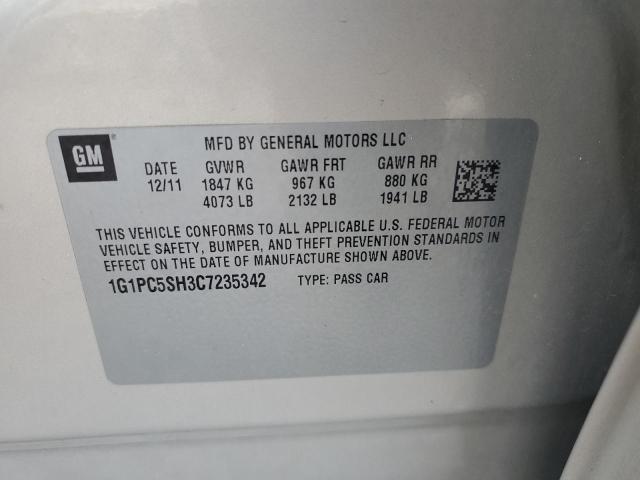 GM
MFD BY GENERAL MOTORS LLC
DATE GVWR GAWR FRT GAWR RR
12/11 1847 KG 967 KG 880 KG
4073 LB 2132 LB 1941 LB
THIS VEHICLE CONFORMS TO ALL APPLICABLE U.S. FEDERAL MOTOR
VEHICLE SAFETY, BUMPER, AND THEFT PREVENTION STANDARDS IN
EFFECT ON THE DATE OF MANUFACTURE SHOWN ABOVE.
1G1PC5SH3C7235342 TYPE: PASS CAR